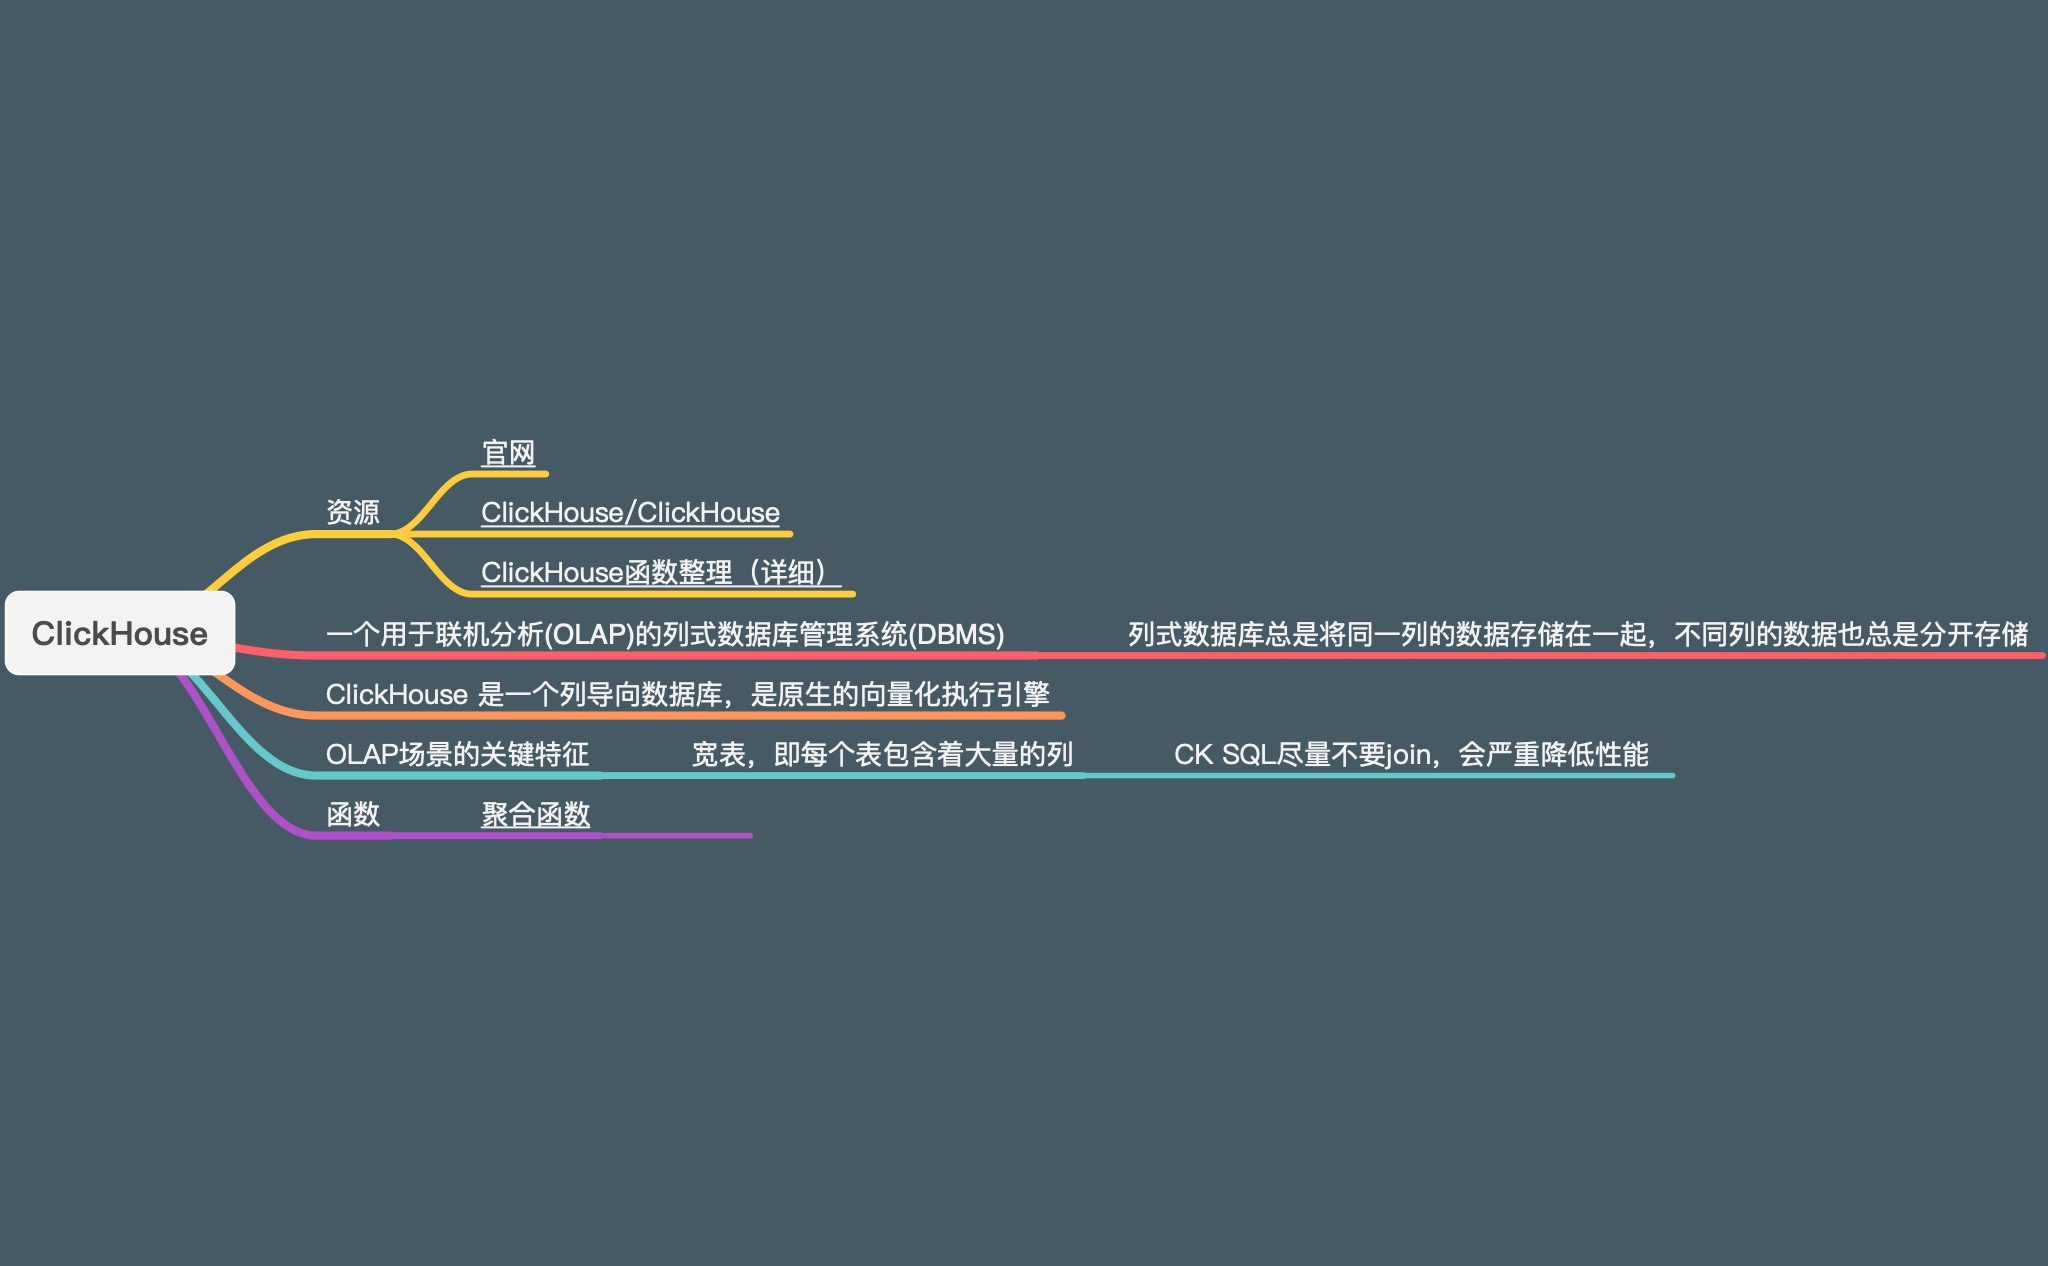 官网
资源
ClickHouse/ClickHouse
ClickHouse函数整理（详细）
ClickHouse
一个用于联机分析(OLAP)的列式数据库管理系统(DBMS)
列式数据库总是将同一列的数据存储在一起，不同列的数据也总是分开存储
ClickHouse 是一个列导向数据库，是原生的向量化执行引擎
OLAP场景的关键特征
宽表，即每个表包含着大量的列
CK SQL尽量不要join，会严重降低性能
函数
聚合函数